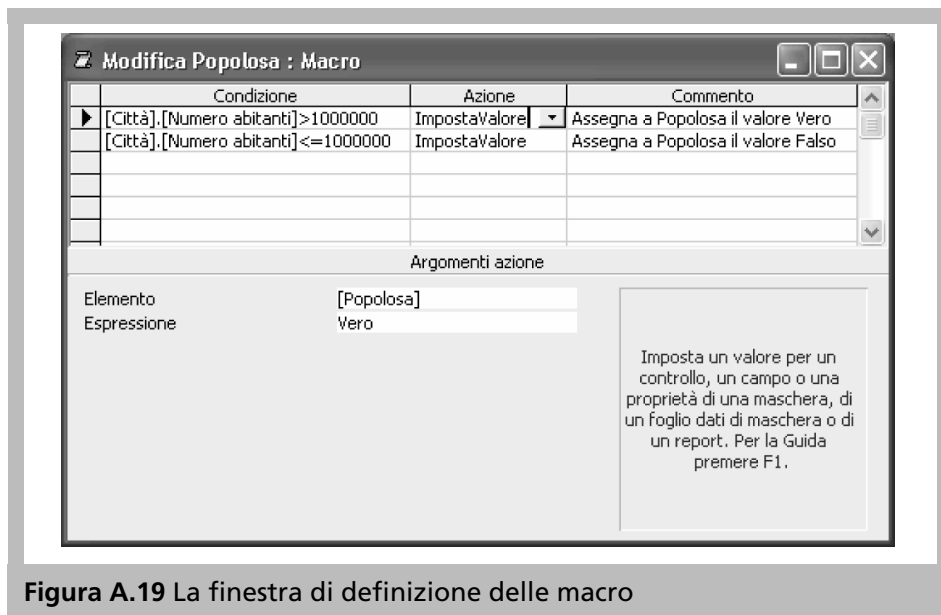 Modifica Popolosa : Macro
Condizione Azione Commento
[Città].[Numero abitanti]>1000000 ImpostaValore Assegna a Popolosa il valore Vero
[Città].[Numero abitanti]<=1000000 ImpostaValore Assegna a Popolosa il valore Falso
Argomenti azione
Elemento [Popolosa]
Espressione Vero
Imposta un valore per un
controllo, un campo o una
proprietà di una maschera, di
un foglio dati di maschera o di
un report. Per la Guida
premere F1.
Figura A.19 La finestra di definizione delle macro